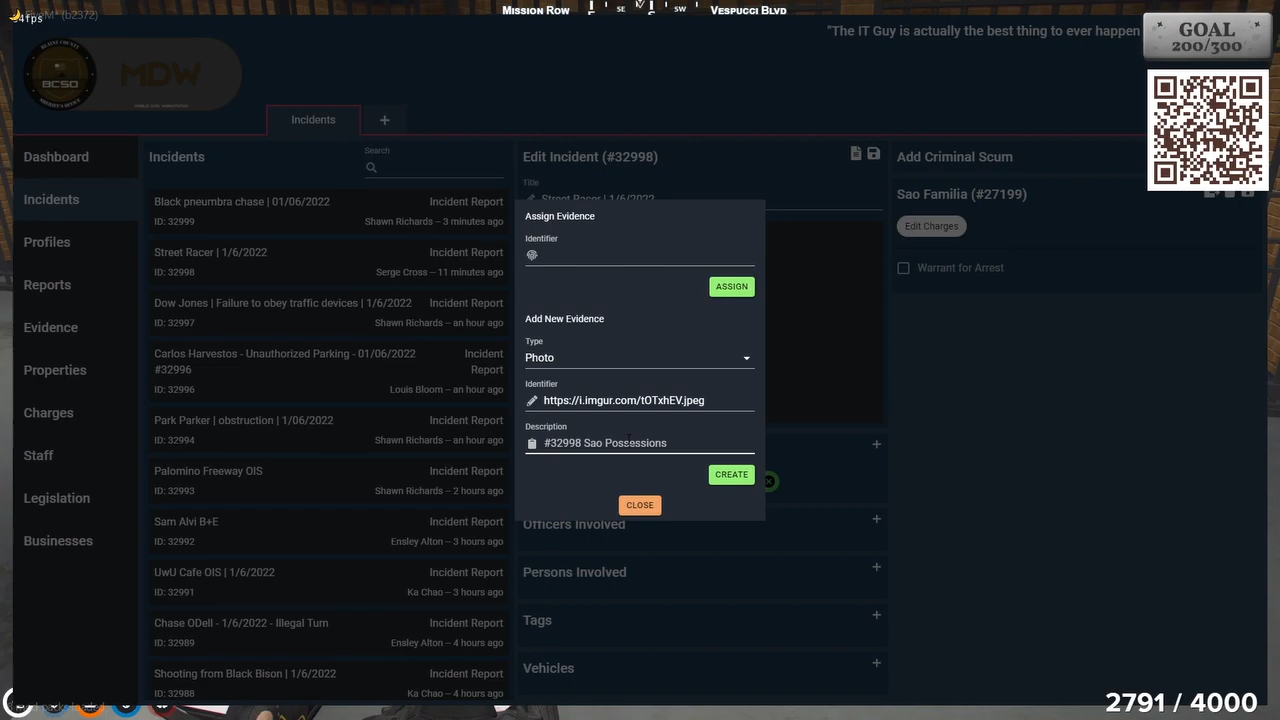 Mission Row
SE
SW
Vespucci Blvd
"The IT Guy is actually the best thing to ever happen
GOAL
200/300
BCSO
MDW
Incidents
+
Dashboard
Incidents
Profiles
Reports
Evidence
Properties
Charges
Staff
Legislation
Businesses
Incidents
Search
Black pneumbra chase | 01/06/2022
Incident Report
ID: 32999
Shawn Richards – 3 minutes ago
Street Racer | 1/6/2022
Incident Report
ID: 32998
Serge Cross – 11 minutes ago
Dow Jones | Failure to obey traffic devices | 1/6/2022
Incident Report
ID: 32997
Shawn Richards – an hour ago
Carlos Harvestos - Unauthorized Parking - 01/06/2022
#32996
Incident
Report
ID: 32996
Louis Bloom – an hour ago
Park Parker | obstruction | 1/06/2022
Incident Report
ID: 32994
Shawn Richards – an hour ago
Palomino Freeway OIS
Incident Report
ID: 32993
Shawn Richards – 2 hours ago
Sam Alvi B+E
Incident Report
ID: 32992
Ensley Alton – 3 hours ago
UwU Cafe OIS | 1/6/2022
Incident Report
ID: 32991
Ka Chao – 3 hours ago
Chase ODell - 1/6/2022 - Illegal Turn
Incident Report
ID: 32989
Ensley Alton – 4 hours ago
Shooting from Black Bison | 1/6/2022
Incident Report
ID: 32988
Ka Chao – 4 hours ago
Edit Incident (#32998)
Title
Street Racer | 1/6/2022
Assign Evidence
Identifier
ASSIGN
Add New Evidence
Type
Photo
Identifier
https://i.imgur.com/tOTxhEV.jpeg
Description
#32998 Sao Possessions
CREATE
CLOSE
Officers Involved
Persons Involved
Tags
Vehicles
Add Criminal Scum
Sao Familia (#27199)
Edit Charges
Warrant for Arrest
2791 / 4000